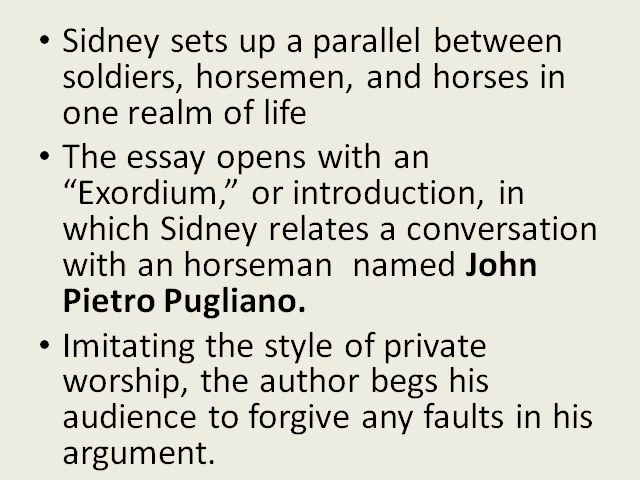 • Sidney sets up a parallel between
soldiers, horsemen, and horses in
one realm of life
• The essay opens with an
“Exordium,” or introduction, in
which Sidney relates a conversation
with an horseman  named John
Pietro Pugliano.
• Imitating the style of private
worship, the author begs his
audience to forgive any faults in his
argument.